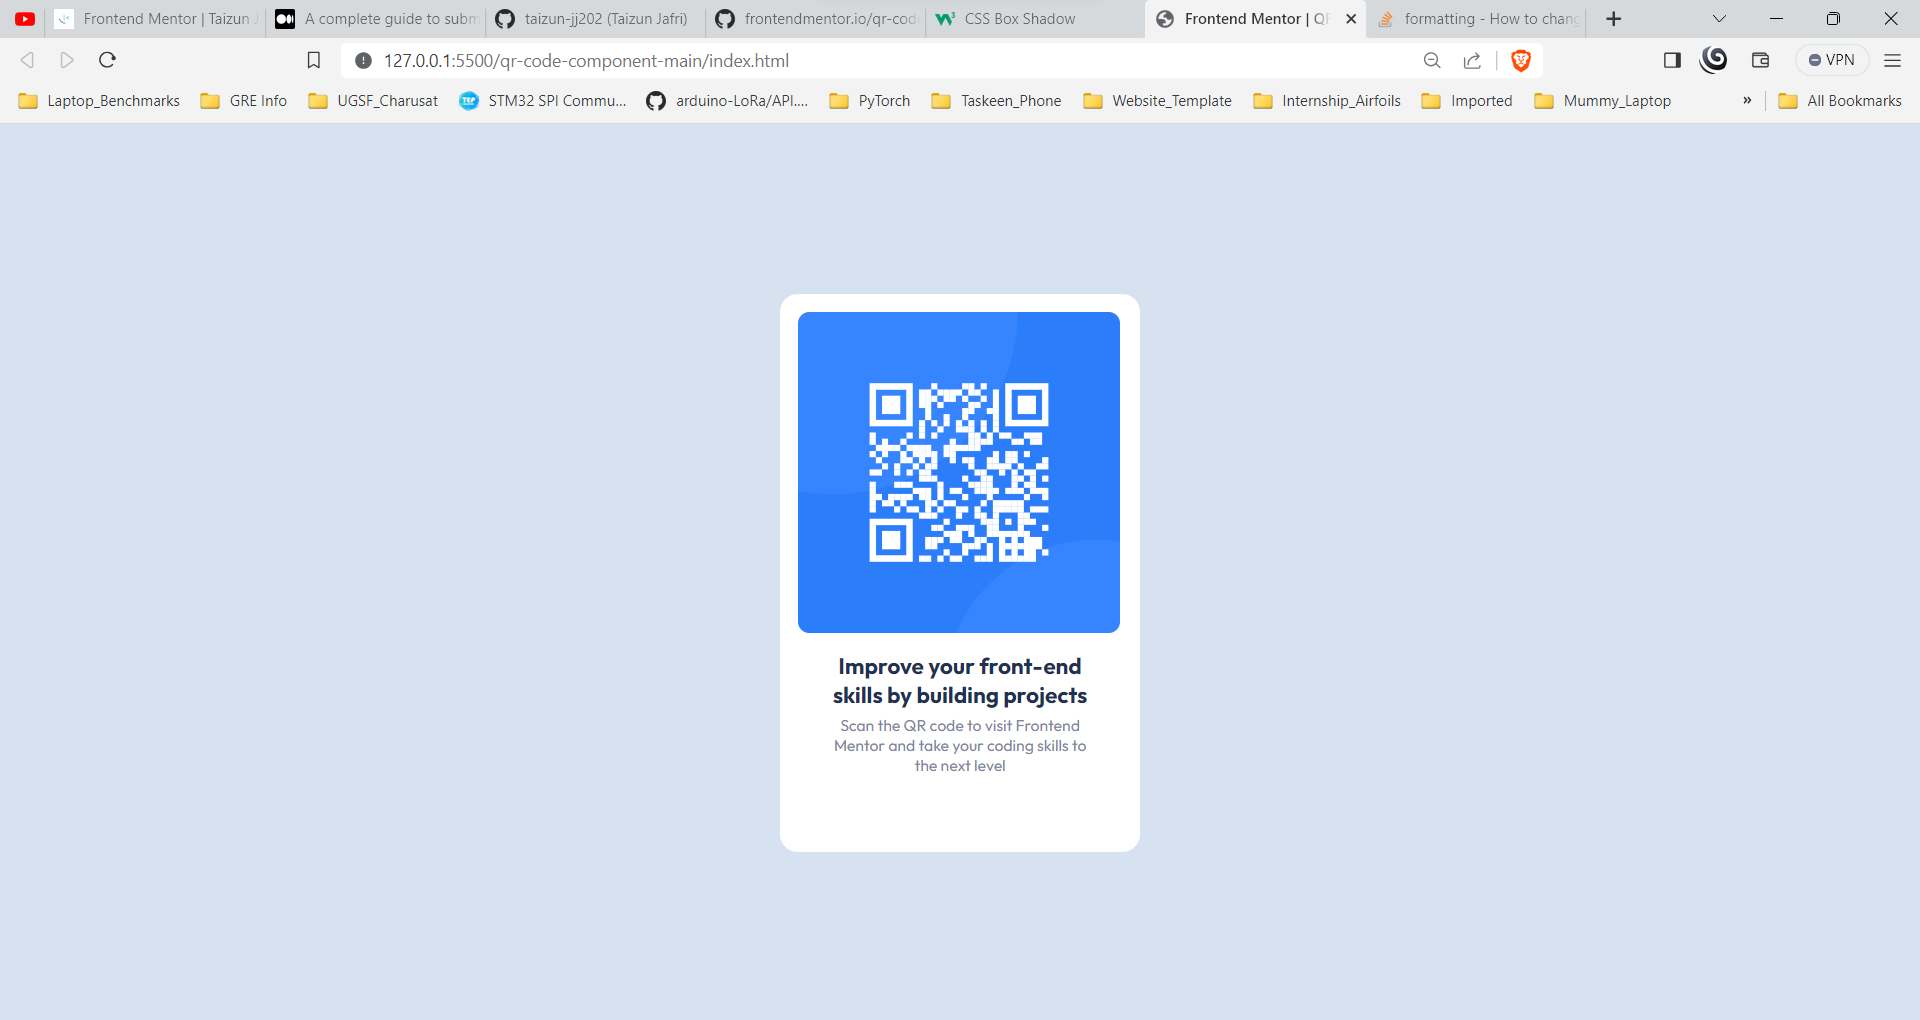 Frontend Mentor | Taizun J
A complete guide to subm
taizun-jj202 (Taizun Jafri)
frontendmentor.io/qr-cod
CSS Box Shadow
Frontend Mentor | QR
formatting - How to chang
127.0.0.1:5500/qr-code-component-main/index.html
VPN
Laptop_Benchmarks
GRE Info
UGSF_Charusat
STM32 SPI Commu...
arduino-LoRa/API....
PyTorch
Taskeen_Phone
Website_Template
Internship_Airfoils
Imported
Mummy_Laptop
»
All Bookmarks
Improve your front-end
skills by building projects
Scan the QR code to visit Frontend
Mentor and take your coding skills to
the next level